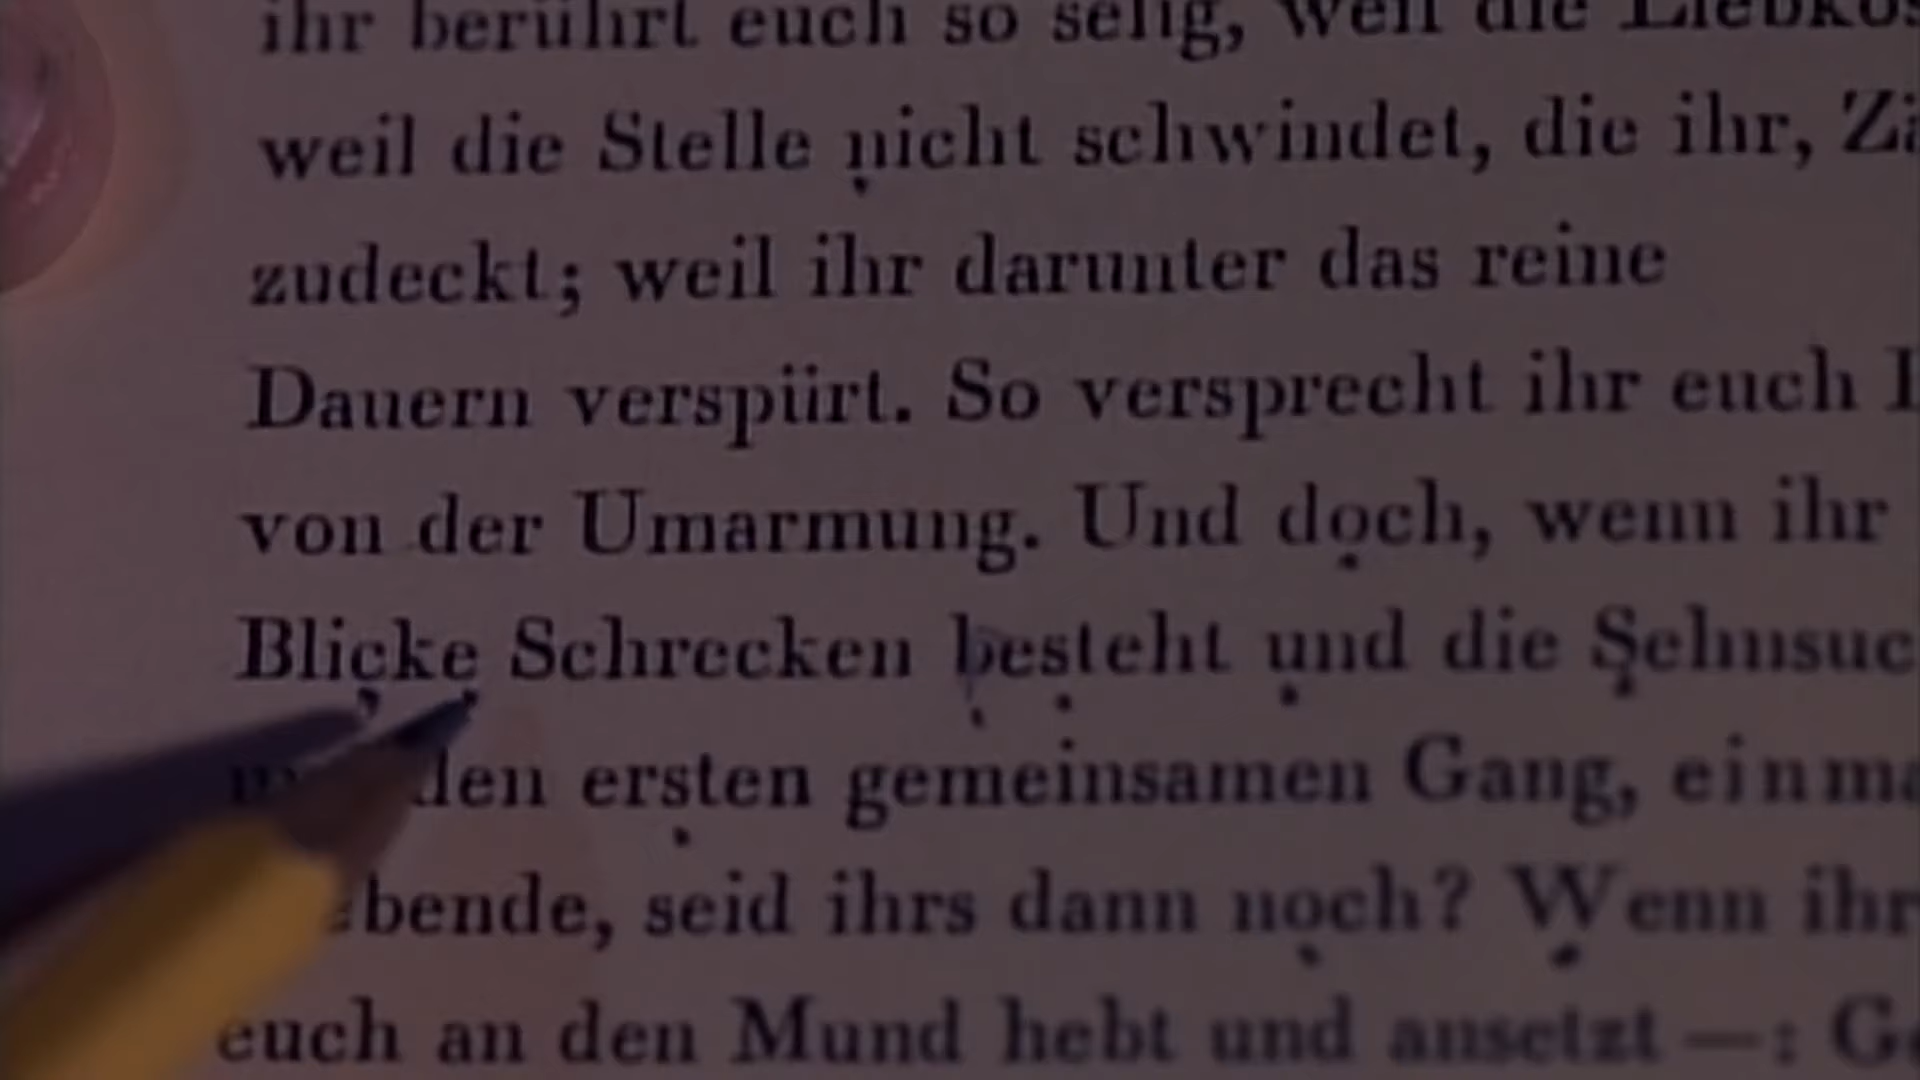 ihr berührt euch so selig, weil die
weil die Stelle nicht schwindet, die ihr,
zudeckt; weil ihr darunter das reine
Dauern verspürt. So versprecht ihr euch
von der Umarmung. Und doch, wenn ihr
Blicke Schrecken besteht und die
den ersten gemeinsamen Gang,
seid ihrs dann noch? Wenn ihr
euch an den Mund hebt und ansetzt —: